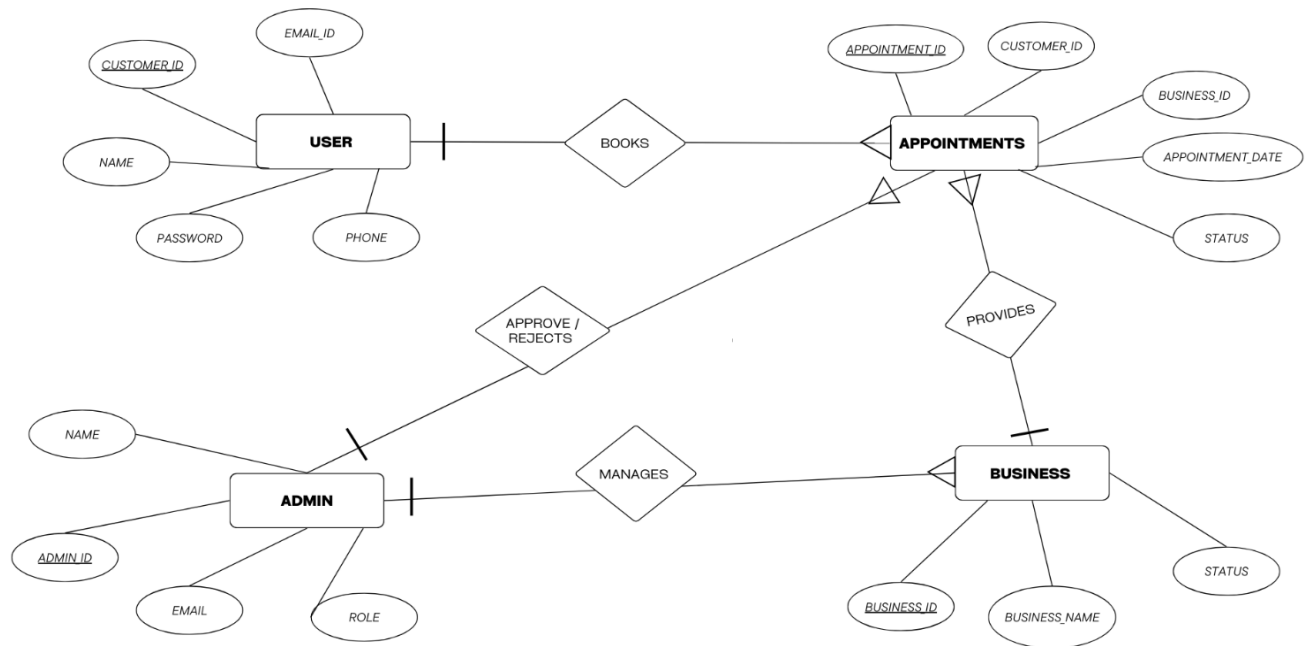 EMAIL_ID
CUSTOMER_ID
USER
NAME
PASSWORD
PHONE
BOOKS
APPOINTMENT_ID
CUSTOMER_ID
BUSINESS_ID
APPOINTMENTS
APPOINTMENT_DATE
STATUS
APPROVE /
REJECTS
PROVIDES
NAME
ADMIN
ADMIN_ID
EMAIL
ROLE
MANAGES
BUSINESS
STATUS
BUSINESS_ID
BUSINESS_NAME